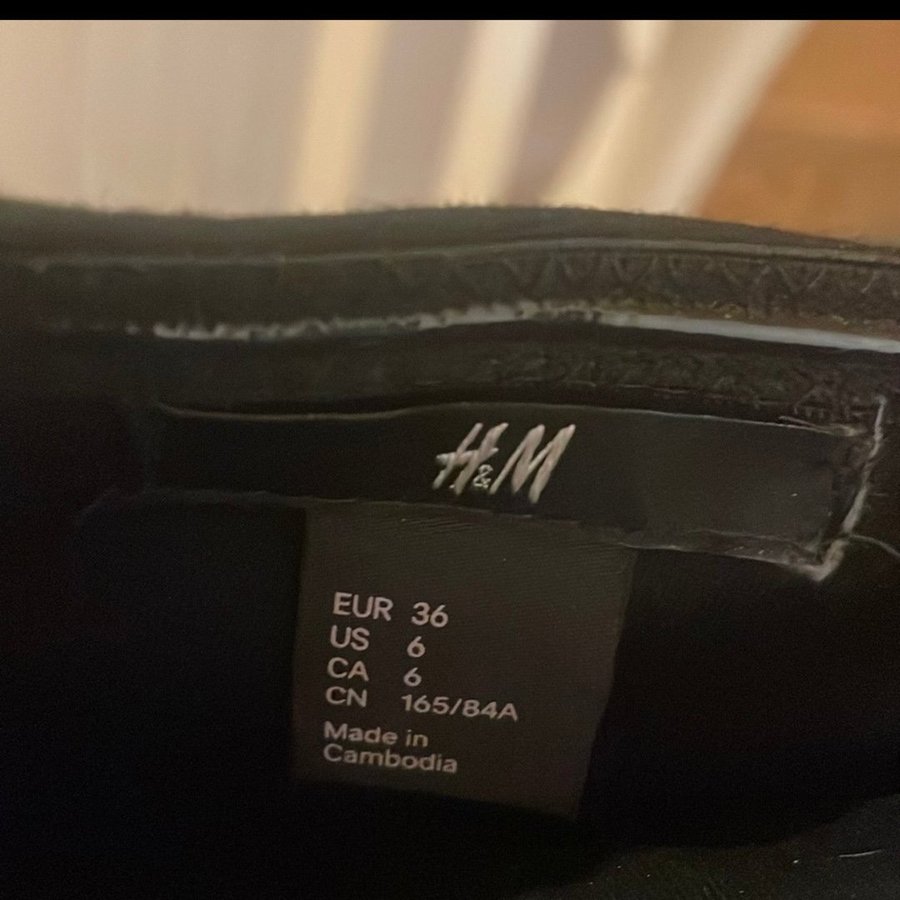 H&M
EUR 36
US 6
CA 6
CN 165/84A
Made in
Cambodia